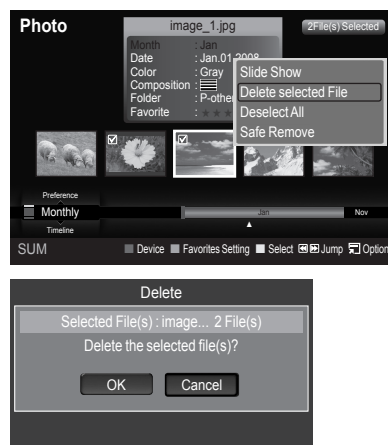 Photo
image_1.jpg
2File(s) Selected
Month : Jan
Date : Jan.01.2008
Color : Gray
Composition :
Folder : P-other
Favorite : ★★★
Slide Show
Delete selected File
Deselect All
Safe Remove
Preference
Monthly
Timeline
Jan
Nov
SUM
Device
Favorites Setting
Select
Jump
Option
Delete
Selected File(s) : image... 2 File(s)
Delete the selected file(s)?
OK
Cancel